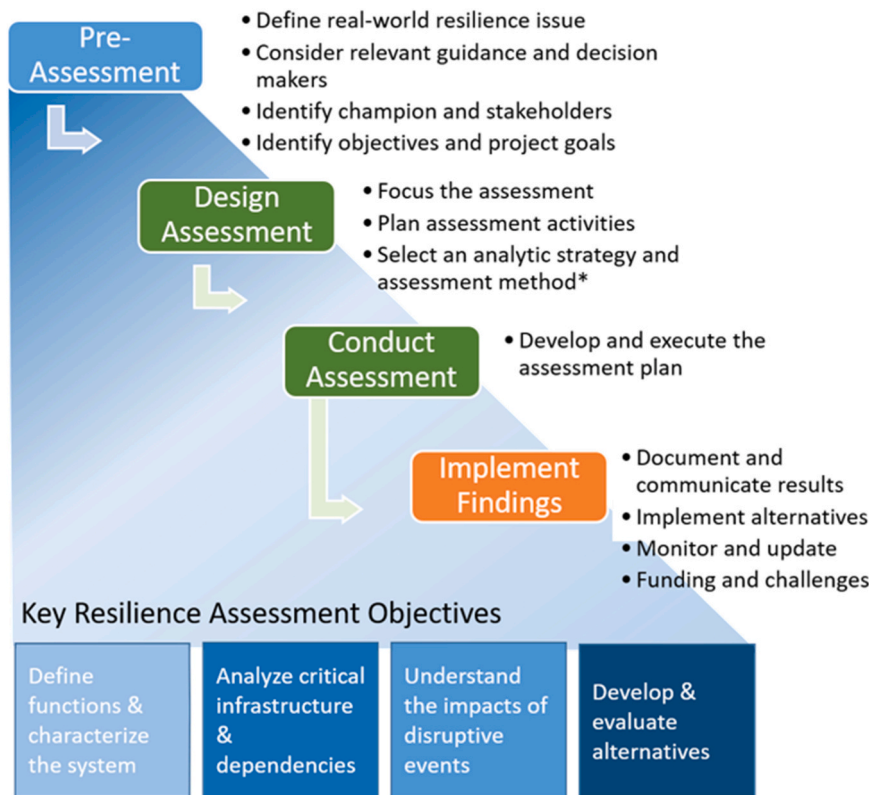 Pre-
Assessment
• Define real-world resilience issue
• Consider relevant guidance and decision
makers
• Identify champion and stakeholders
• Identify objectives and project goals
Design
Assessment
• Focus the assessment
• Plan assessment activities
• Select an analytic strategy and
assessment method*
Conduct
Assessment
• Develop and execute the
assessment plan
Implement
Findings
• Document and
communicate results
• Implement alternatives
• Monitor and update
• Funding and challenges
Key Resilience Assessment Objectives
Define
functions &
characterize
the system
Analyze critical
infrastructure
&
dependencies
Understand
the impacts of
disruptive
events
Develop &
evaluate
alternatives